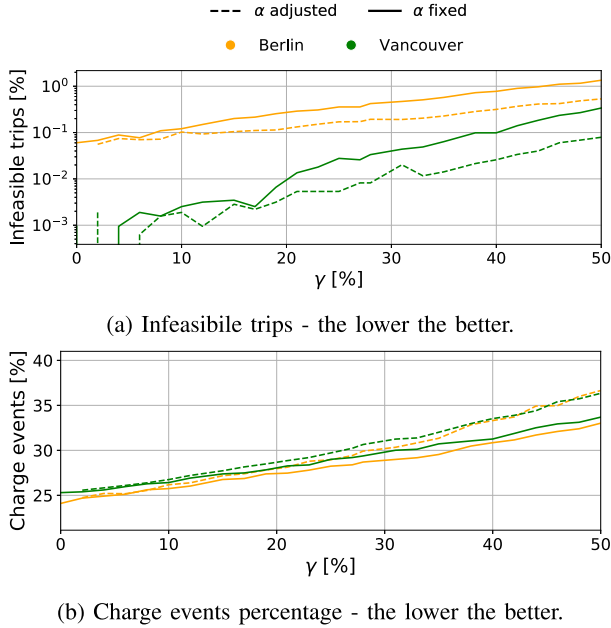 α adjusted α fixed
Berlin Vancouver
Infeasible trips [%]
10⁰
10⁻¹
10⁻²
10⁻³
0 10 20 30 40 50
γ [%]
(a) Infeasibile trips - the lower the better.
Charge events [%]
40
35
30
25
0 10 20 30 40 50
γ [%]
(b) Charge events percentage - the lower the better.